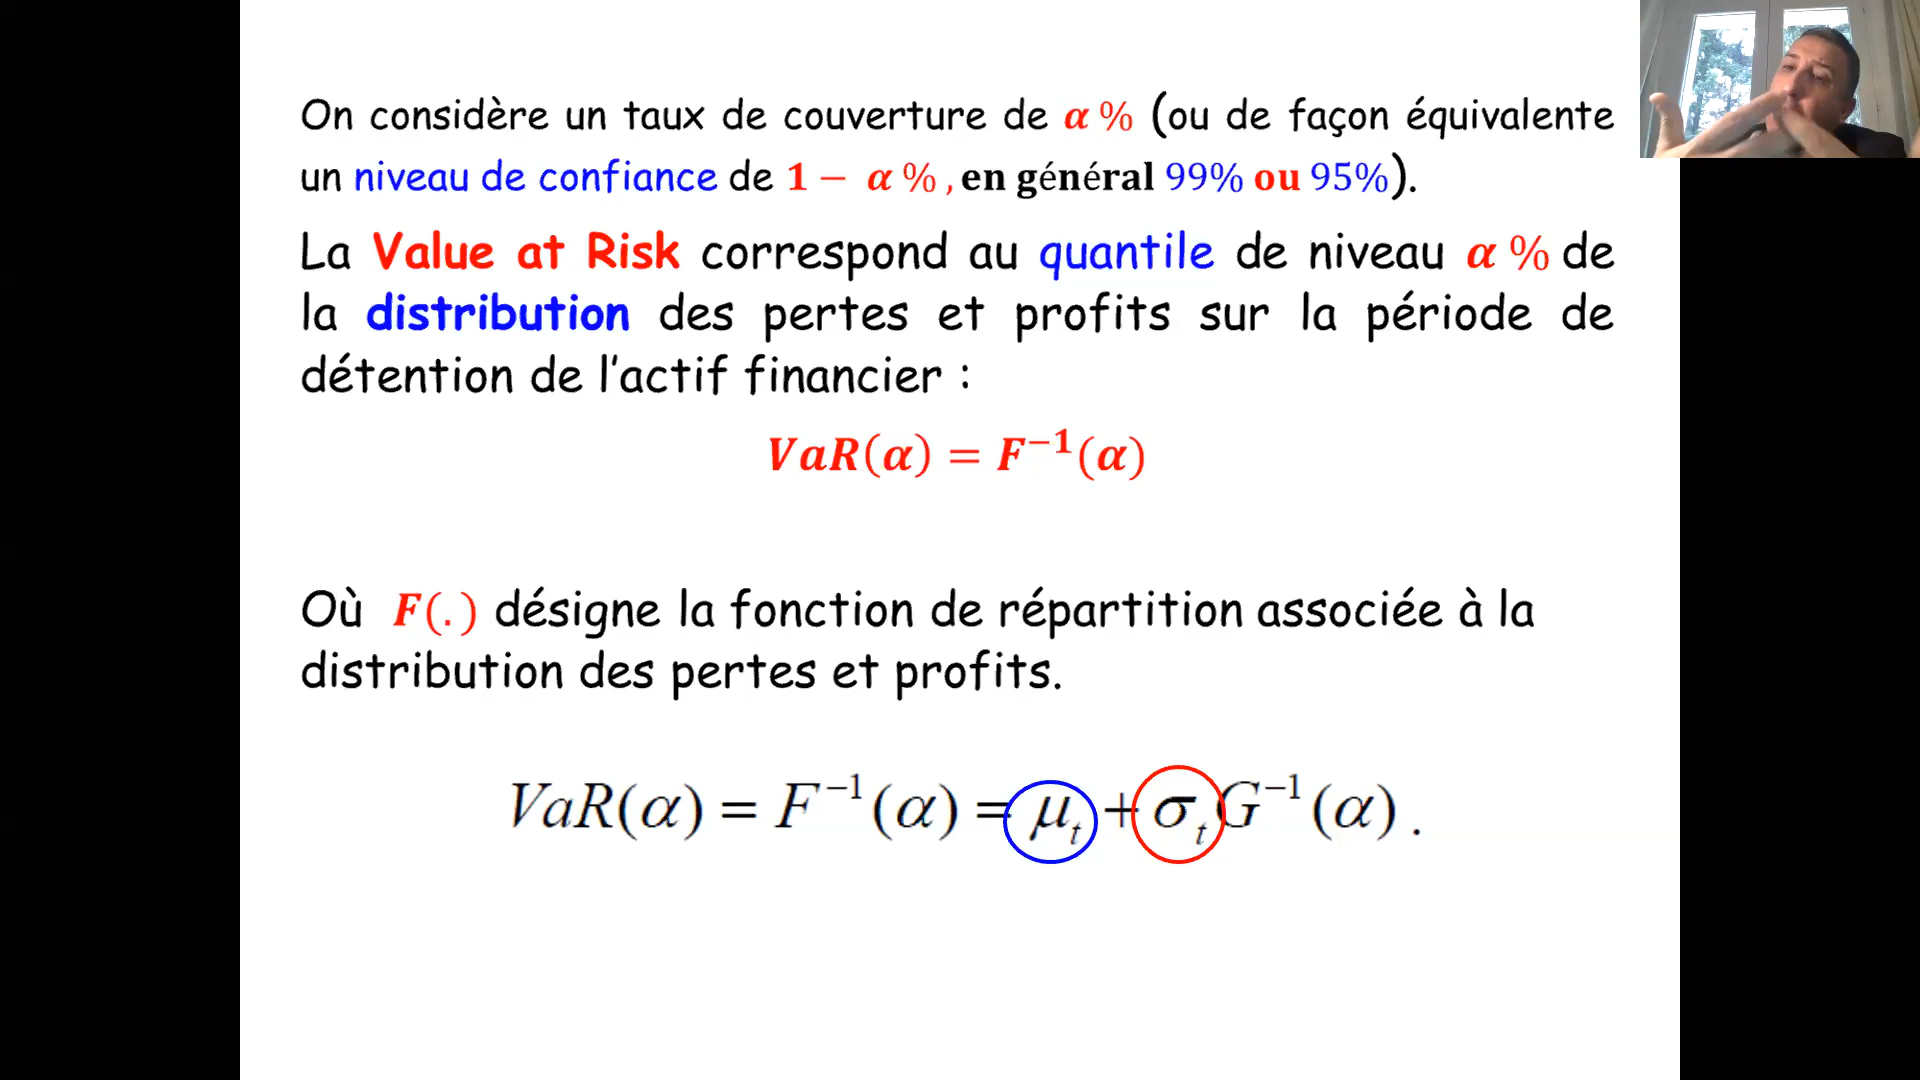 On considère un taux de couverture de α % (ou de façon équivalente
un niveau de confiance de 1 − α % , en général 99% ou 95%).
La Value at Risk correspond au quantile de niveau α % de
la distribution des pertes et profits sur la période de
détention de l'actif financier :
VaR(α) = F⁻¹(α)
Où F(. ) désigne la fonction de répartition associée à la
distribution des pertes et profits.
VaR(α) = F⁻¹(α) = μₜ + σₜG⁻¹(α) .